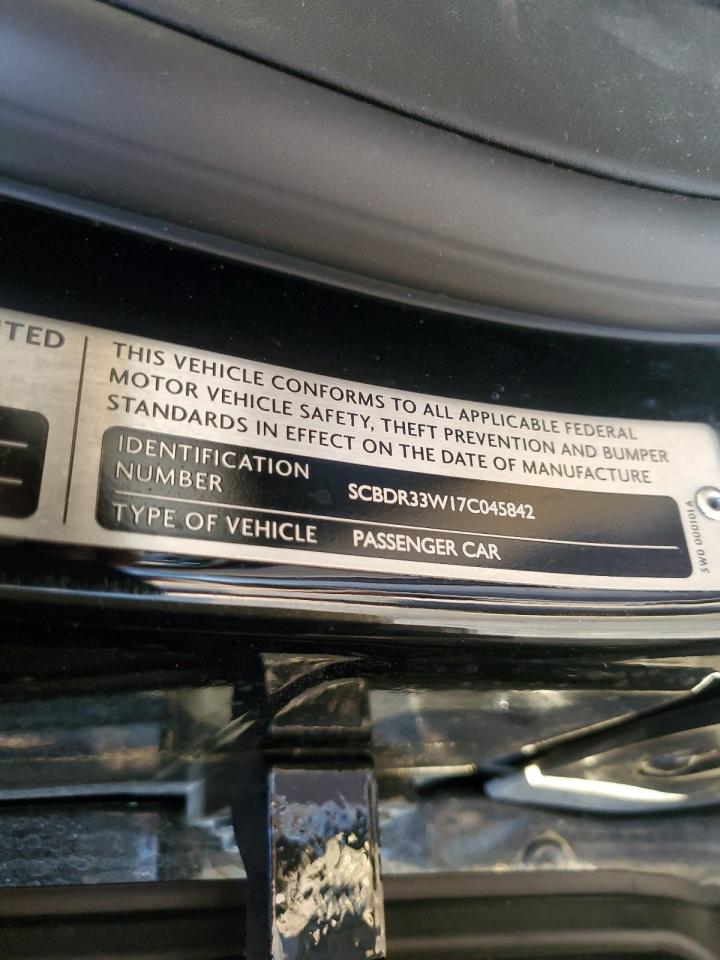 ITED
THIS VEHICLE CONFORMS TO ALL APPLICABLE FEDERAL
MOTOR VEHICLE SAFETY, THEFT PREVENTION AND BUMPER
STANDARDS IN EFFECT ON THE DATE OF MANUFACTURE
IDENTIFICATION
NUMBER
SCBDR33W17C045842
TYPE OF VEHICLE PASSENGER CAR
3W0 000101A